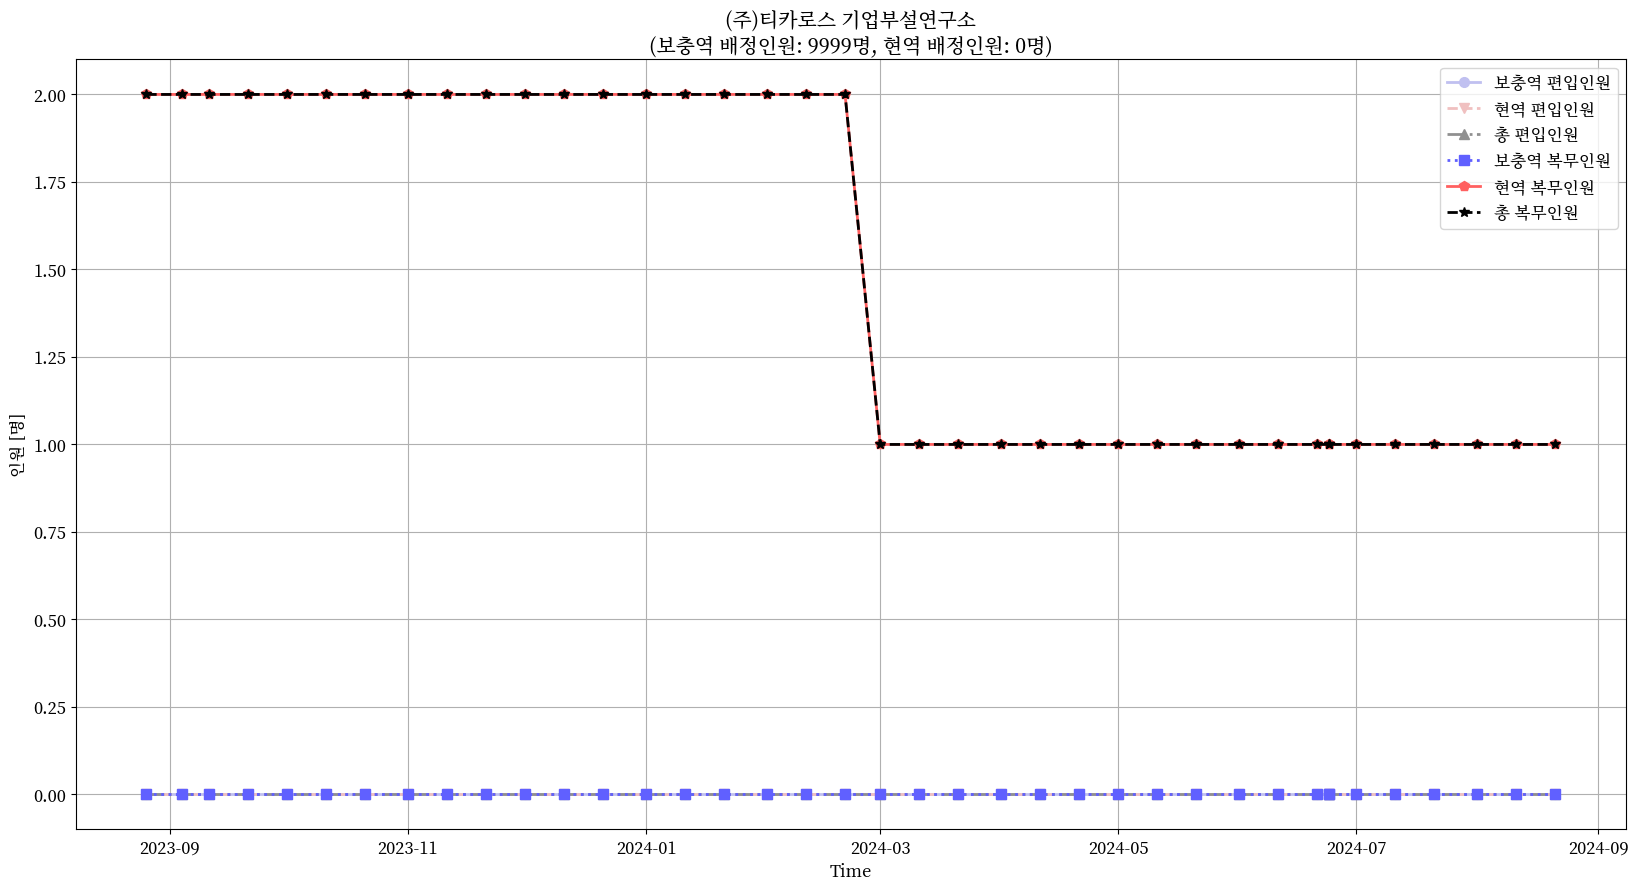 (주)티카로스 기업부설연구소
(보충역 배정인원: 9999명, 현역 배정인원: 0명)
보충역 편입인원
현역 편입인원
총 편입인원
보충역 복무인원
현역 복무인원
총 복무인원
2.00
1.75
1.50
1.25
1.00
0.75
0.50
0.25
0.00
인원 [명]
2023-09 2023-11 2024-01 2024-03 2024-05 2024-07 2024-09
Time